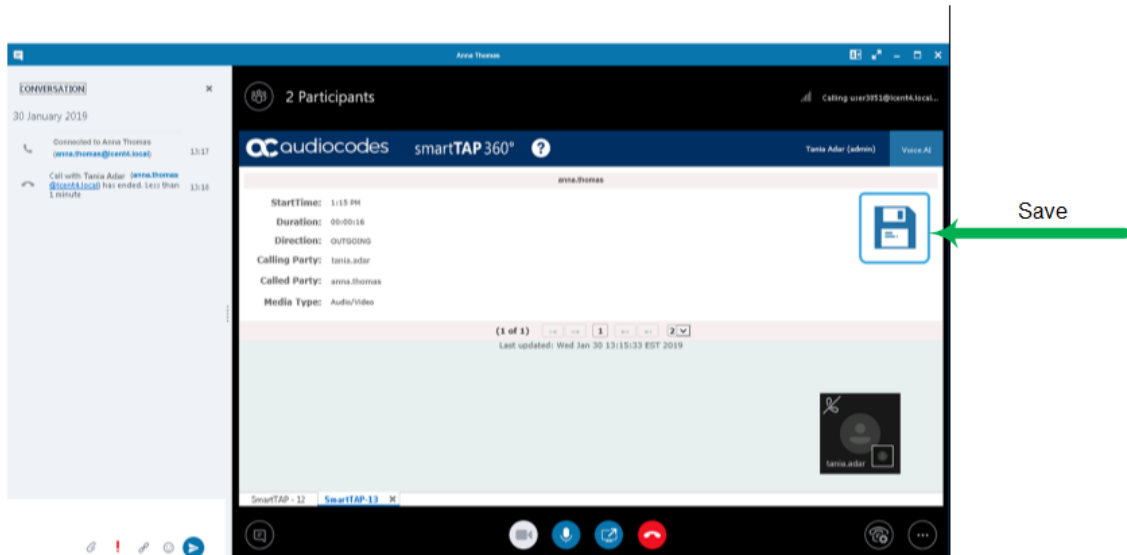 Anna Thomas
CONVERSATION
30 January 2019
Connected to Anna Thomas
(anna.thomas@lcent4.local) 13:17
Call with Tania Adar (anna.thomas
@lcent4.local) has ended. Less than 13:18
1 minute
2 Participants
Calling user3051@lcent4.local...
audiocodes smartTAP 360° ?
Tania Adar (admin) Voice AI
anna.thomas
StartTime: 1:15 PM
Duration: 00:00:16
Direction: OUTGOING
Calling Party: tania.adar
Called Party: anna.thomas
Media Type: Audio/Video
Save
(1 of 1) 1 2
Last updated: Wed Jan 30 13:15:33 EST 2019
tania.adar
SmartTAP - 12 SmartTAP-13 X